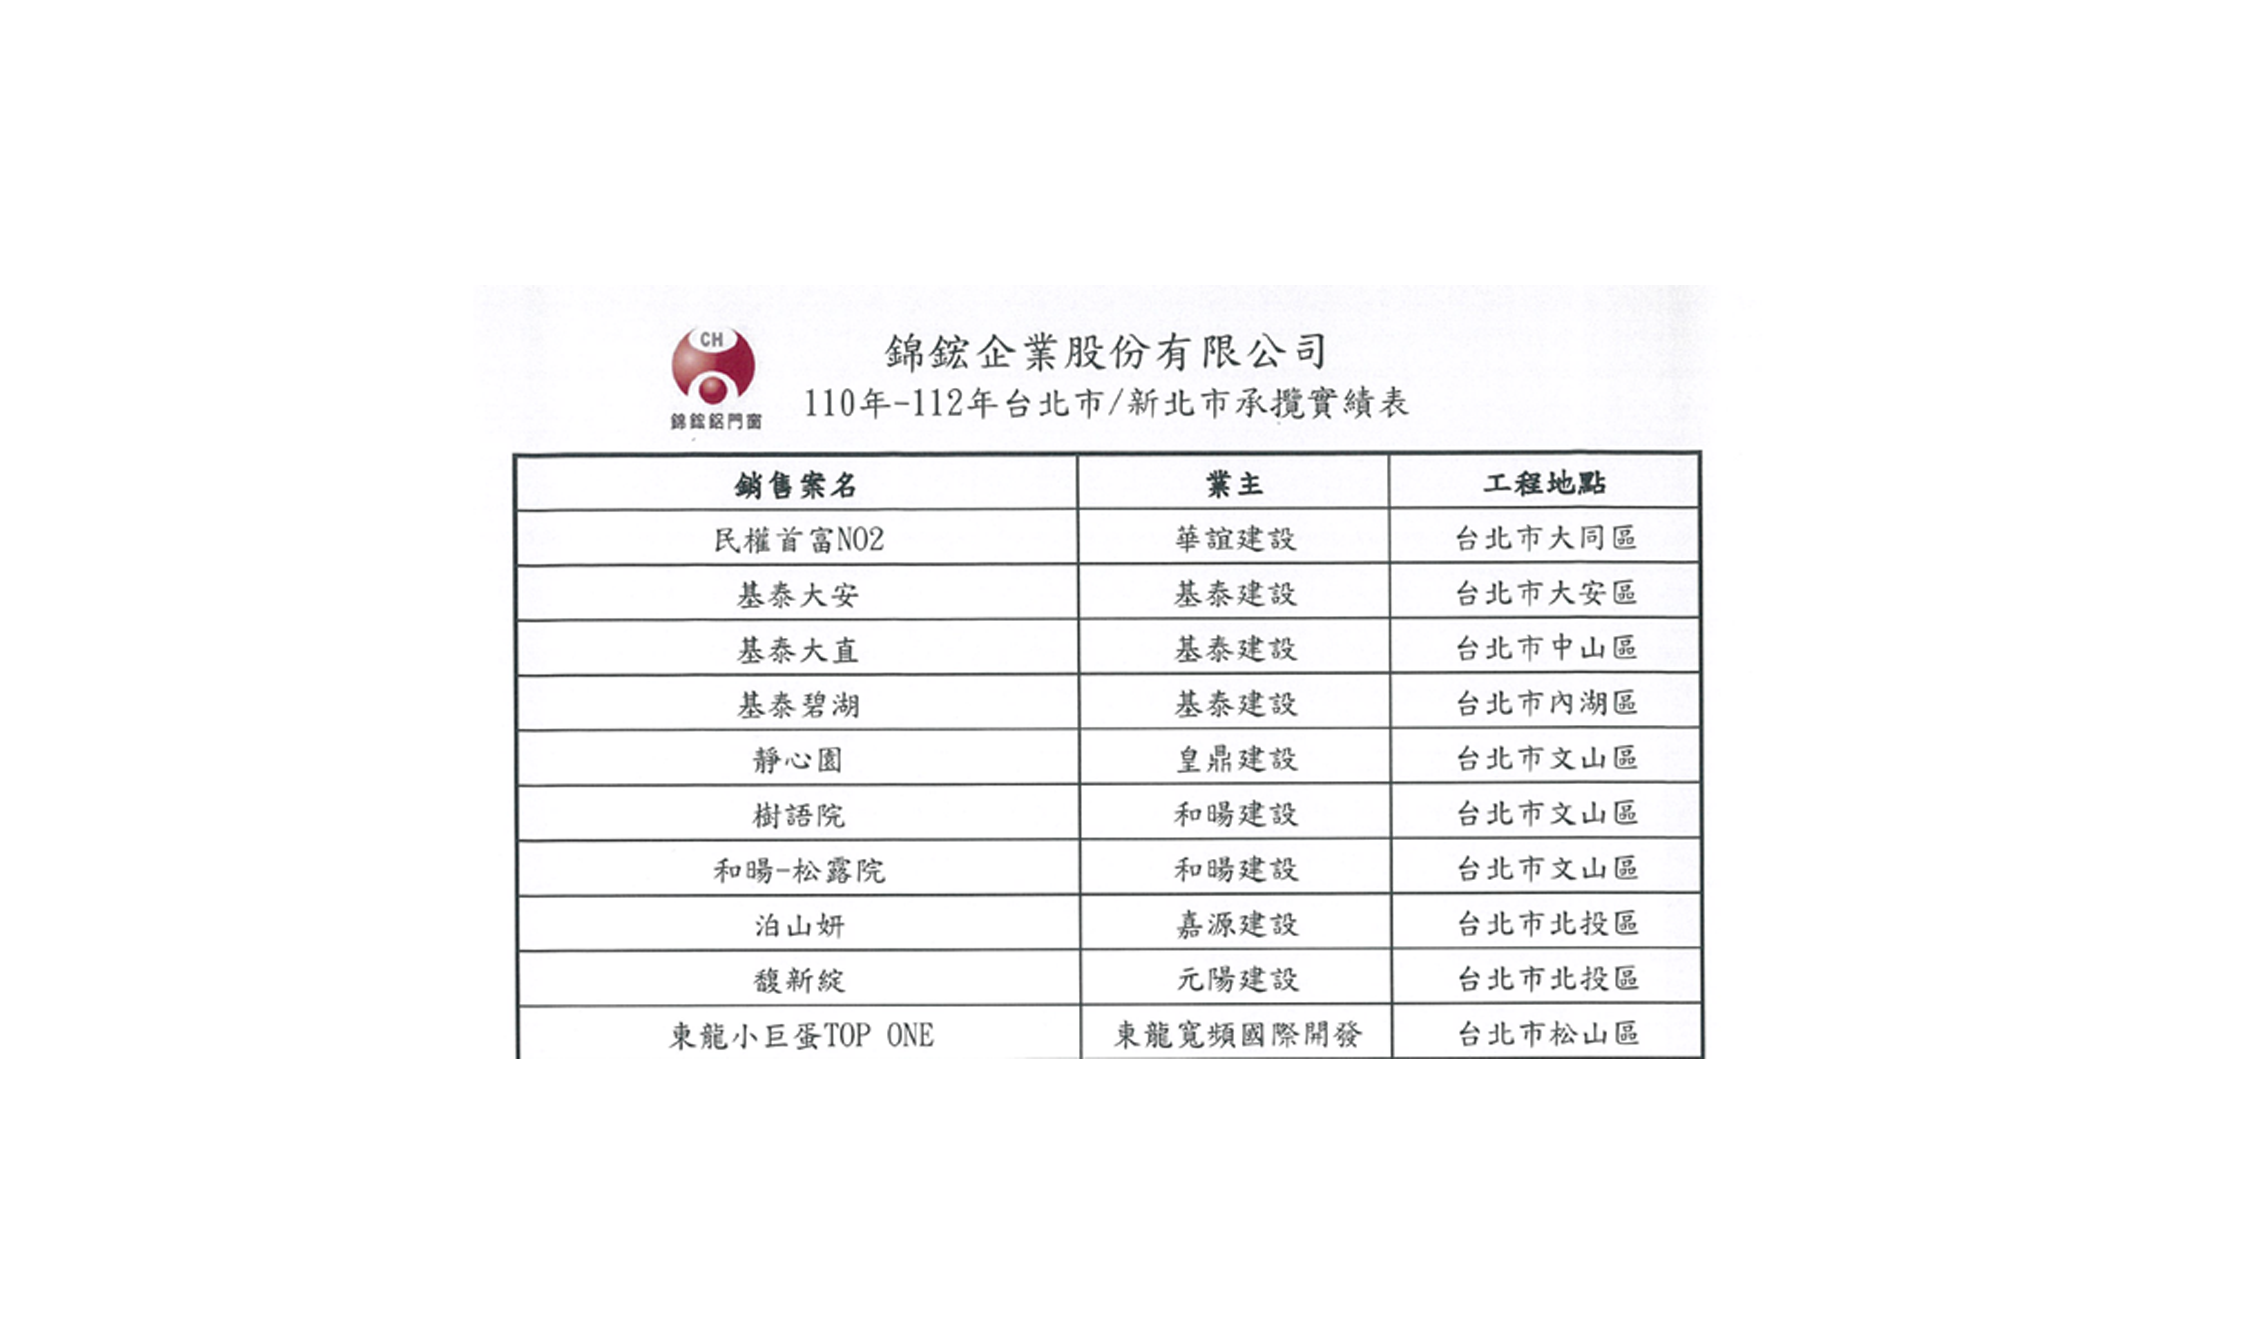 CH
錦鋐鋁門窗
錦鋐企業股份有限公司
110年-112年台北市/新北市承攬實績表
銷售案名 業主 工程地點
民權首富NO2 華誼建設 台北市大同區
基泰大安 基泰建設 台北市大安區
基泰大直 基泰建設 台北市中山區
基泰碧湖 基泰建設 台北市內湖區
靜心園 皇鼎建設 台北市文山區
樹語院 和暘建設 台北市文山區
和暘-松露院 和暘建設 台北市文山區
泊山妍 嘉源建設 台北市北投區
馥新綻 元陽建設 台北市北投區
東龍小巨蛋TOP ONE 東龍寬頻國際開發 台北市松山區